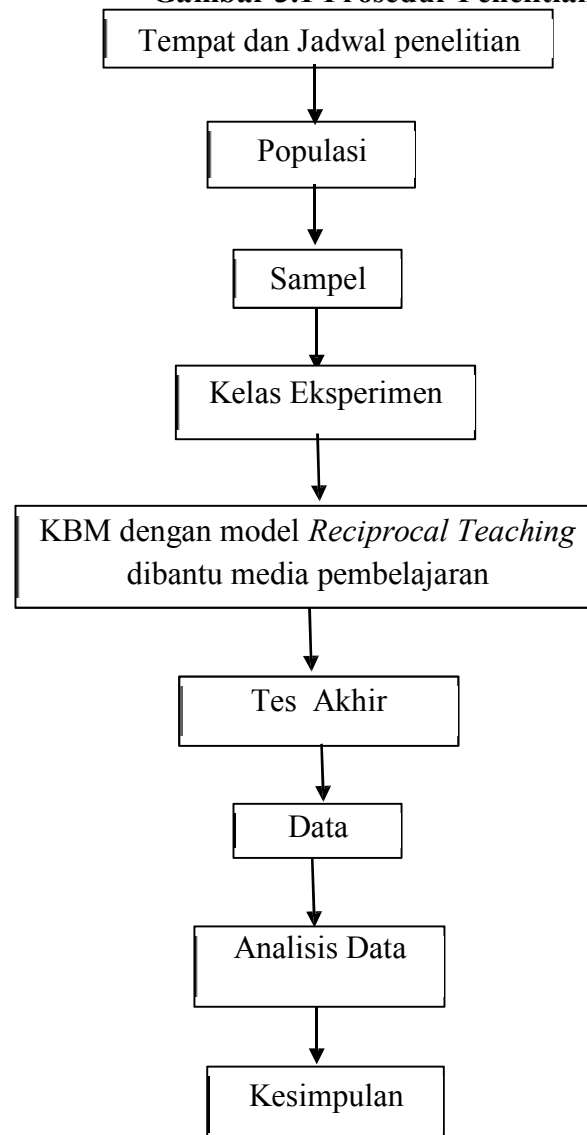 Gambar 3.1 Prosedur Penelitian
Tempat dan Jadwal penelitian
Populasi
Sampel
Kelas Eksperimen
KBM dengan model Reciprocal Teaching
dibantu media pembelajaran
Tes Akhir
Data
Analisis Data
Kesimpulan